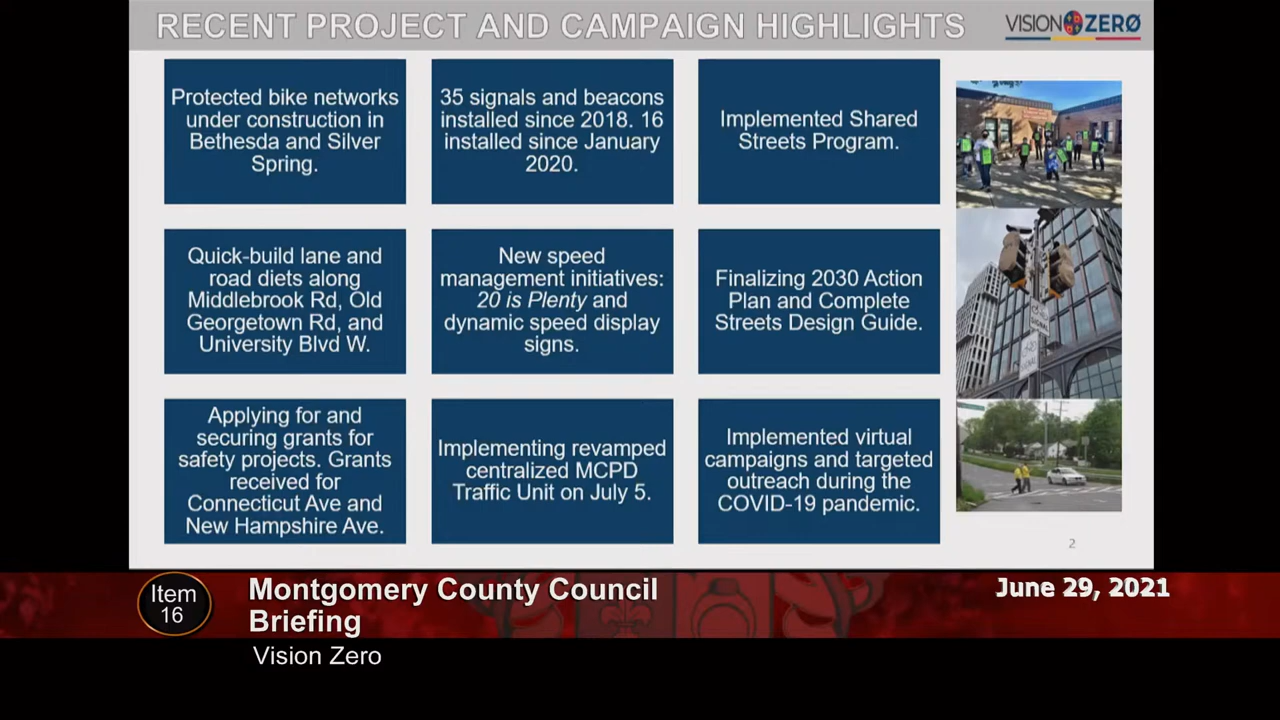 RECENT PROJECT AND CAMPAIGN HIGHLIGHTS
VISION ZERØ
Protected bike networks
under construction in
Bethesda and Silver
Spring.
35 signals and beacons
installed since 2018. 16
installed since January
2020.
Implemented Shared
Streets Program.
Quick-build lane and
road diets along
Middlebrook Rd, Old
Georgetown Rd, and
University Blvd W.
New speed
management initiatives:
20 is Plenty and
dynamic speed display
signs.
Finalizing 2030 Action
Plan and Complete
Streets Design Guide.
Applying for and
securing grants for
safety projects. Grants
received for
Connecticut Ave and
New Hampshire Ave.
Implementing revamped
centralized MCPD
Traffic Unit on July 5.
Implemented virtual
campaigns and targeted
outreach during the
COVID-19 pandemic.
2
Item
16
Montgomery County Council
Briefing
Vision Zero
June 29, 2021